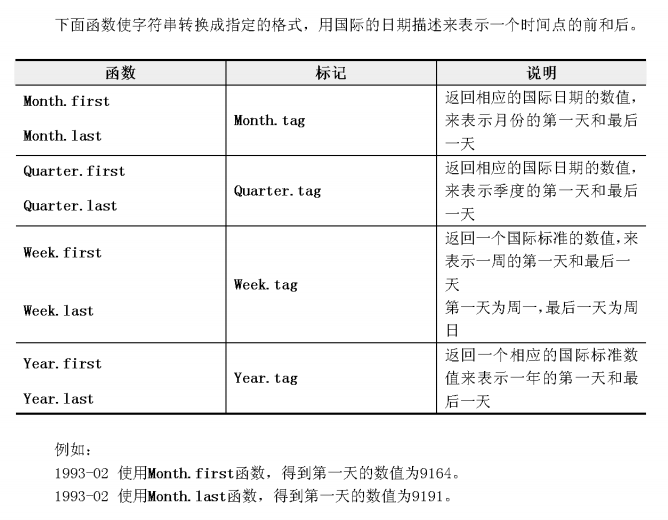 下面函数使字符串转换成指定的格式，用国际的日期描述来表示一个时间点的前和后。
函数 标记 说明
Month.first
Month.last
Month.tag
返回相应的国际日期的数值，
来表示月份的第一天和最后
一天
Quarter.first
Quarter.last
Quarter.tag
返回相应的国际日期的数值，
来表示季度的第一天和最后
一天
Week.first
Week.last
Week.tag
返回一个国际标准的数值，来
表示一周的第一天和最后一
天
第一天为周一，最后一天为周
日
Year.first
Year.last
Year.tag
返回一个相应的国际标准数
值来表示一年的第一天和最
后一天
例如：
1993-02 使用Month.first函数，得到第一天的数值为9164。
1993-02 使用Month.last函数，得到第一天的数值为9191。